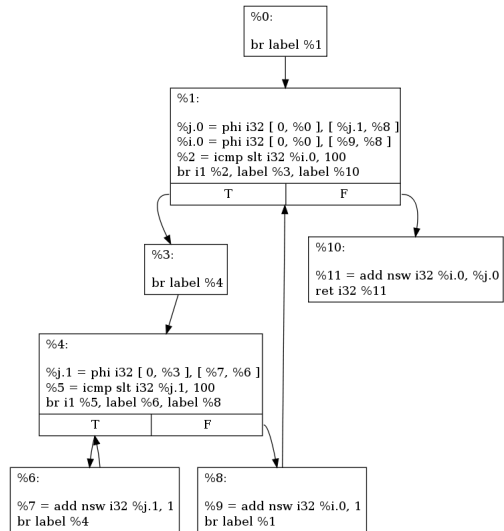 %0:
br label %1
%1:
%j.0 = phi i32 [ 0, %0 ], [ %j.1, %8 ]
%i.0 = phi i32 [ 0, %0 ], [ %9, %8 ]
%2 = icmp slt i32 %i.0, 100
br i1 %2, label %3, label %10
T F
%3:
br label %4
%10:
%11 = add nsw i32 %i.0, %j.0
ret i32 %11
%4:
%j.1 = phi i32 [ 0, %3 ], [ %7, %6 ]
%5 = icmp slt i32 %j.1, 100
br i1 %5, label %6, label %8
T F
%6:
%7 = add nsw i32 %j.1, 1
br label %4
%8:
%9 = add nsw i32 %i.0, 1
br label %1